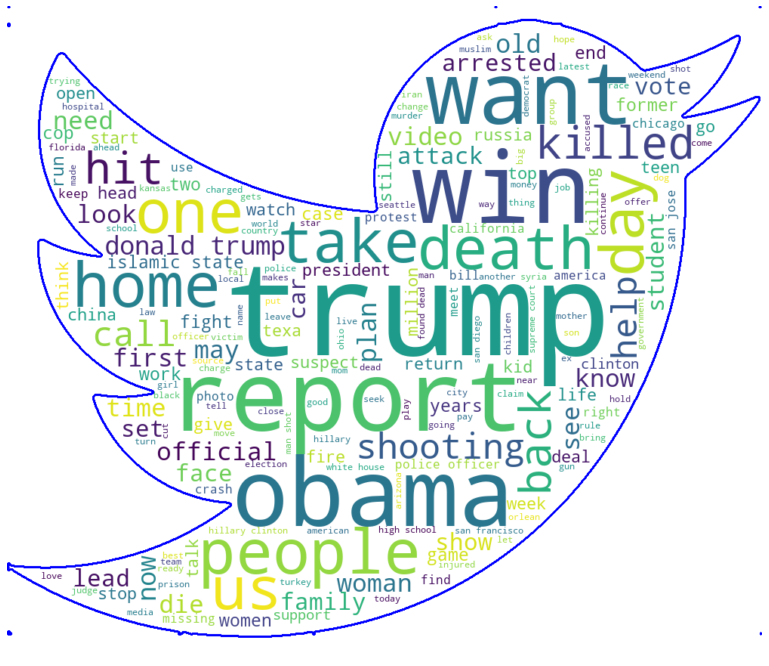 ask
hope
muslim
old
end
latest
weekend
shot
arrested
trying
open
hospital
iran
want
democrat
group
race
vote
former
need
change
murder
cop
start
florida
ahead
video
russia
accused
killed
chicago
go
come
hit
use
run
made
kansas
charged
gets
still
attack
top
big
teen
keep head
two
money
job
dog
look
one
watch
case
seattle
win
way
thing
killing
continue
day
offer
san jose
school
world
star
protest
california
student
donald trump
country
take
death
islamic state
fall
police
president
man
bill
another
syria
america
help
think
home
local
makes
car
million
found dead
trump
meet
supreme court
mother
government
china
law
name
put
texa
plan
fight
leave
live
son
call
officer
victim
ohio
san diego
children
first
may
source
state
suspect
return
kid
ex
clinton
work
girl
charge
mom
dead
near
know
black
photo
report
city
claim
life
hold
time
tell
close
good
seek
play
years
pay
back
see
right
set
cut
give
move
man shot
hillary
going
rule
turn
official
election
shooting
deal
bring
face
fire
white house
police officer
gun
crash
obama
arizona
week
orlean
hillary clinton
american
high school
san francisco
best
talk
people
show
let
now
team
ready
game
injured
love
lead
judge
prison
us
turkey
woman
find
stop
die
family
today
media
missing
women
support